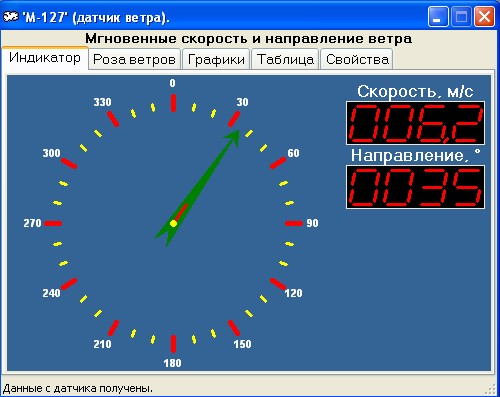 'М-127' (датчик ветра).
Мгновенные скорость и направление ветра
Индикатор Роза ветров Графики Таблица Свойства
0
30
60
90
120
150
180
210
240
270
300
330
Скорость, м/с
006,2
Направление, °
0035
Данные с датчика получены.